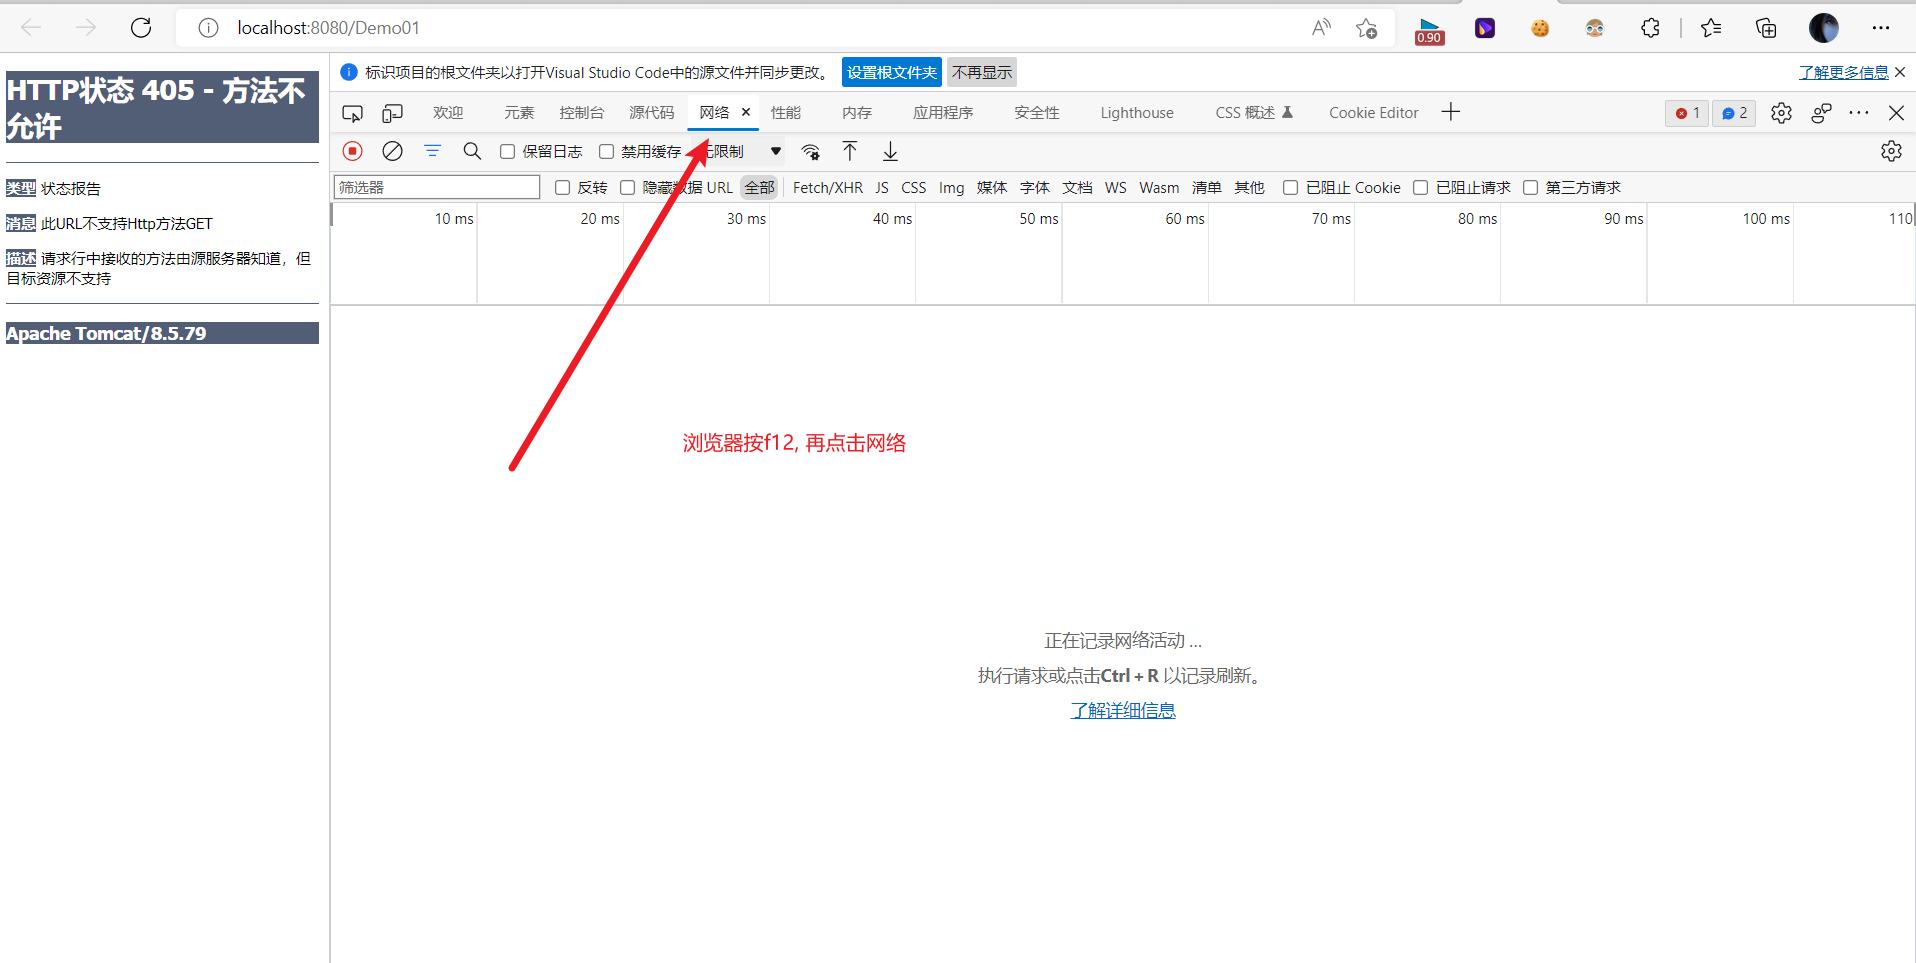 localhost:8080/Demo01
0.90
HTTP状态 405 - 方法不
允许
类型 状态报告
消息 此URL不支持Http方法GET
描述 请求行中接收的方法由源服务器知道，但
目标资源不支持
Apache Tomcat/8.5.79
标识项目的根文件夹以打开Visual Studio Code中的源文件并同步更改。 设置根文件夹 不再显示 了解更多信息
欢迎 元素 控制台 源代码 网络 性能 内存 应用程序 安全性 Lighthouse CSS 概述 Cookie Editor 1 2
保留日志 禁用缓存 无限制
筛选器 反转 隐藏数据 URL 全部 Fetch/XHR JS CSS Img 媒体 字体 文档 WS Wasm 清单 其他 已阻止 Cookie 已阻止请求 第三方请求
10 ms 20 ms 30 ms 40 ms 50 ms 60 ms 70 ms 80 ms 90 ms 100 ms 110
浏览器按f12, 再点击网络
正在记录网络活动 ...
执行请求或点击Ctrl + R 以记录刷新。
了解详细信息